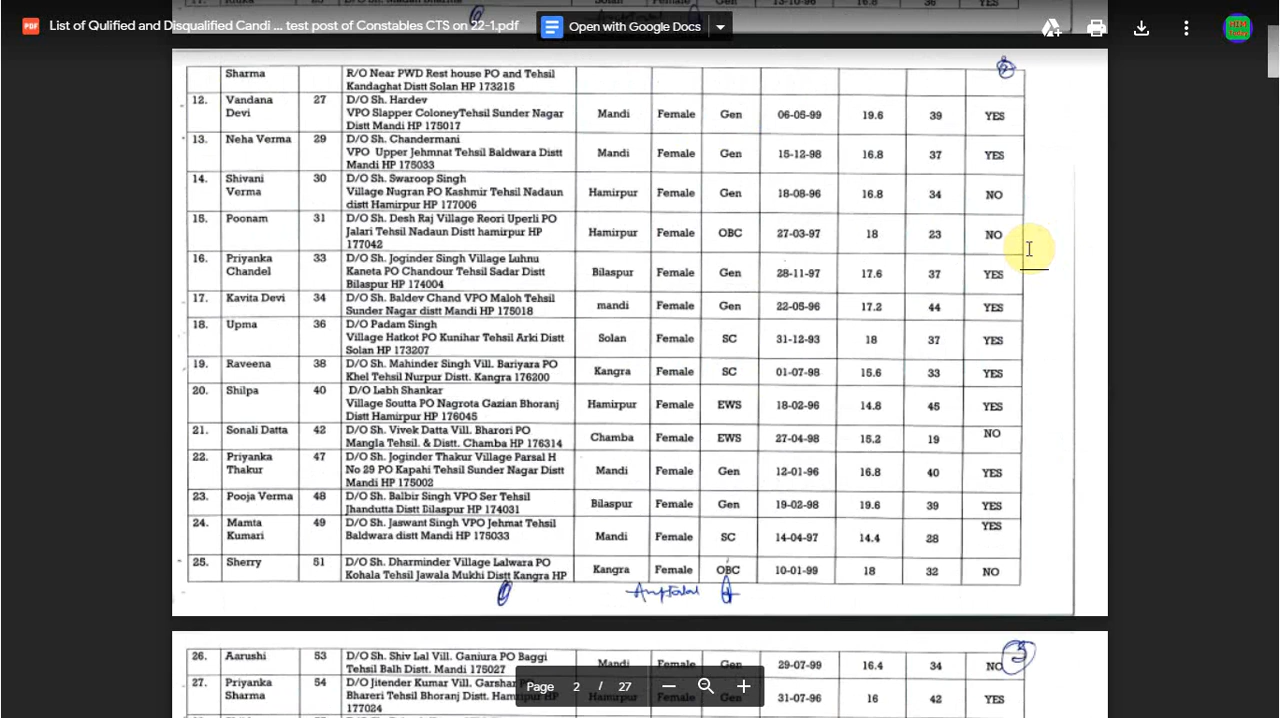 List of Qulified and Disqualified Candi ... test post of Constables CTS on 22-1.pdf
Open with Google Docs
Sharma R/O Near PWD Rest house PO and Tehsil
Kandaghat Distt Solan HP 173215
12. Vandana 27 D/O Sh. Hardev
Devi VPO Slapper ColoneyTehsil Sunder Nagar Mandi Female Gen 06-05-99 19.6 39 YES
Distt Mandi HP 175017
13. Neha Verma 29 D/O Sh. Chandermani
VPO Upper Jehmnat Tehsil Baldwara Distt Mandi Female Gen 15-12-98 16.8 37 YES
Mandi HP 175033
14. Shivani 30 D/O Sh. Swaroop Singh
Verma Village Nugran PO Kashmir Tehsil Nadaun Hamirpur Female Gen 18-08-96 16.8 34 NO
distt Hamirpur HP 177006
15. Poonam 31 D/O Sh. Desh Raj Village Reori Uperli PO
Jalari Tehsil Nadaun Distt hamirpur HP Hamirpur Female OBC 27-03-97 18 23 NO
177042
16. Priyanka 33 D/O Sh. Joginder Singh Village Luhnu
Chandel Kaneta PO Chandour Tehsil Sadar Distt Bilaspur Female Gen 28-11-97 17.6 37 YES
Bilaspur HP 174004
17. Kavita Devi 34 D/O Sh. Baldev Chand VPO Maloh Tehsil
Sunder Nagar distt Mandi HP 175018 mandi Female Gen 22-05-96 17.2 44 YES
18. Upma 36 D/O Padam Singh
Village Hatkot PO Kunihar Tehsil Arki Distt Solan Female SC 31-12-93 18 37 YES
Solan HP 173207
19. Raveena 38 D/O Sh. Mahinder Singh Vill. Bariyara PO
Khel Tehsil Nurpur Distt. Kangra 176200 Kangra Female SC 01-07-98 15.6 33 YES
20. Shilpa 40 D/O Labh Shankar
Village Soutta PO Nagrota Gazian Bhoranj Hamirpur Female EWS 18-02-96 14.8 45 YES
Distt Hamirpur HP 176045
21. Sonali Datta 42 D/O Sh. Vivek Datta Vill. Bharori PO NO
Mangla Tehsil. & Distt. Chamba HP 176314 Chamba Female EWS 27-04-98 15.2 19
22. Priyanka 47 D/O Sh. Joginder Thakur Village Parsal H
Thakur No 29 PO Kapahi Tehsil Sunder Nagar Distt Mandi Female Gen 12-01-96 16.8 40 YES
Mandi HP 175002
23. Pooja Verma 48 D/O Sh. Balbir Singh VPO Ser Tehsil
Jhandutta Distt Bilaspur HP 174031 Bilaspur Female Gen 19-02-98 19.6 39 YES
24. Mamta 49 D/O Sh. Jaswant Singh VPO Jehmat Tehsil YES
Kumari Baldwara distt Mandi HP 175033 Mandi Female SC 14-04-97 14.4 28
25. Sherry 51 D/O Sh. Dharminder Village Lalwara PO
Kohala Tehsil Jawala Mukhi Distt Kangra HP Kangra Female OBC 10-01-99 18 32 NO
3
26. Aarushi 53 D/O Sh. Shiv Lal Vill. Ganiura PO Baggi
Tehsil Balh Distt. Mandi 175027 Mandi Female Gen 29-07-99 16.4 34 NO
27. Priyanka 54 D/O Jitender Kumar Vill. Garshar
Sharma Bhareri Tehsil Bhoranj Distt. Hamirpur HP Hamirpur Female Gen 31-07-96 16 42 YES
177024
Page 2 / 27